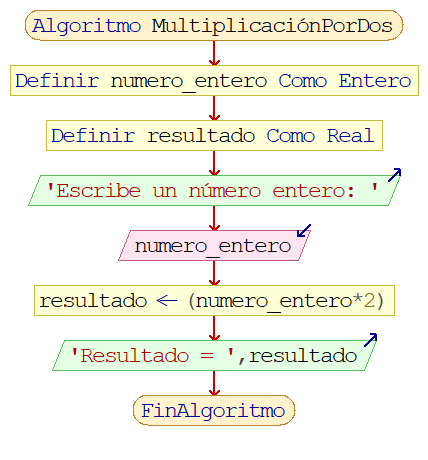 Algoritmo MultiplicaciónPorDos
Definir numero_entero Como Entero
Definir resultado Como Real
'Escribe un número entero: '
numero_entero
resultado ← (numero_entero*2)
'Resultado = ',resultado
FinAlgoritmo